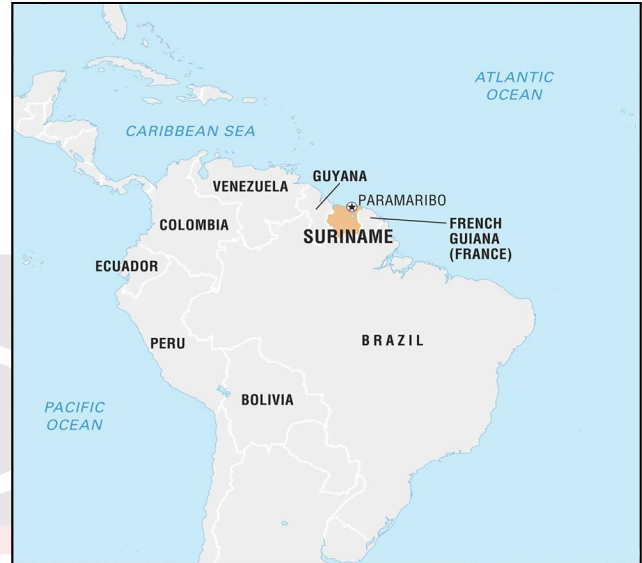 ATLANTIC
OCEAN
CARIBBEAN SEA
GUYANA
VENEZUELA
PARAMARIBO
COLOMBIA
FRENCH
GUIANA
(FRANCE)
SURINAME
ECUADOR
PERU
BRAZIL
BOLIVIA
PACIFIC
OCEAN